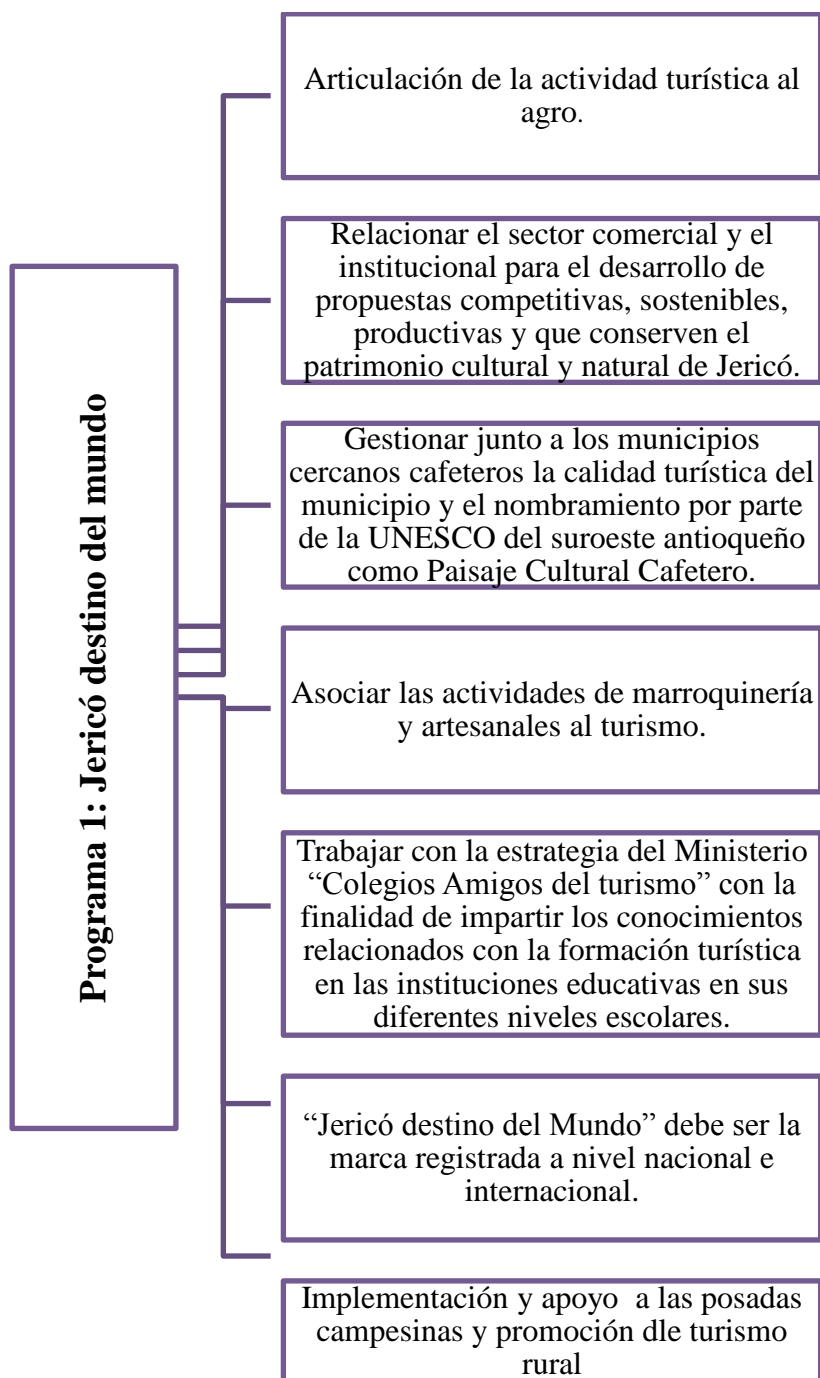 Programa 1: Jericó destino del mundo
Articulación de la actividad turística al
agro.
Relacionar el sector comercial y el
institucional para el desarrollo de
propuestas competitivas, sostenibles,
productivas y que conserven el
patrimonio cultural y natural de Jericó.
Gestionar junto a los municipios
cercanos cafeteros la calidad turística del
municipio y el nombramiento por parte
de la UNESCO del suroeste antioqueño
como Paisaje Cultural Cafetero.
Asociar las actividades de marroquinería
y artesanales al turismo.
Trabajar con la estrategia del Ministerio
“Colegios Amigos del turismo” con la
finalidad de impartir los conocimientos
relacionados con la formación turística
en las instituciones educativas en sus
diferentes niveles escolares.
“Jericó destino del Mundo” debe ser la
marca registrada a nivel nacional e
internacional.
Implementación y apoyo  a las posadas
campesinas y promoción dle turismo
rural